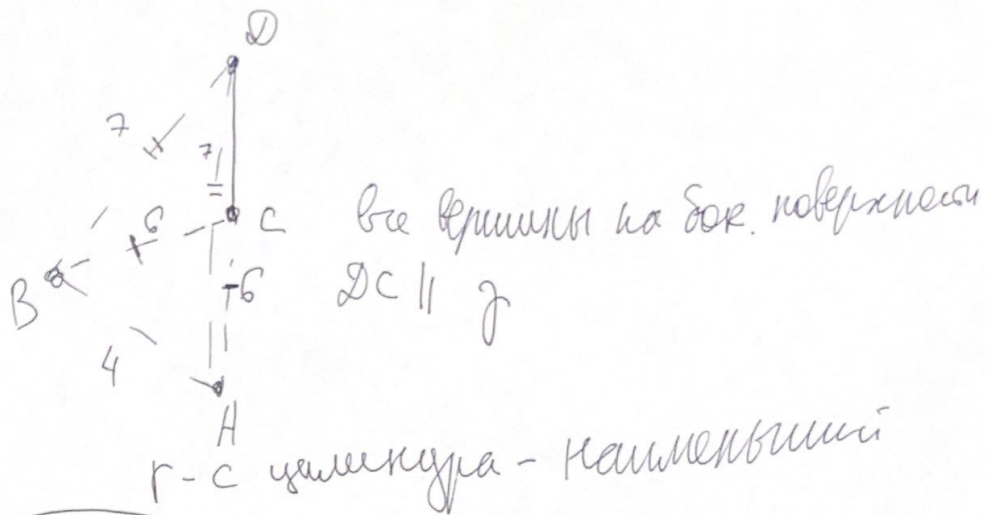 D
7
7
6
C
все вершины на бок. поверхности
B
6
DC ||
4
A
r-с цилиндра - наименьший